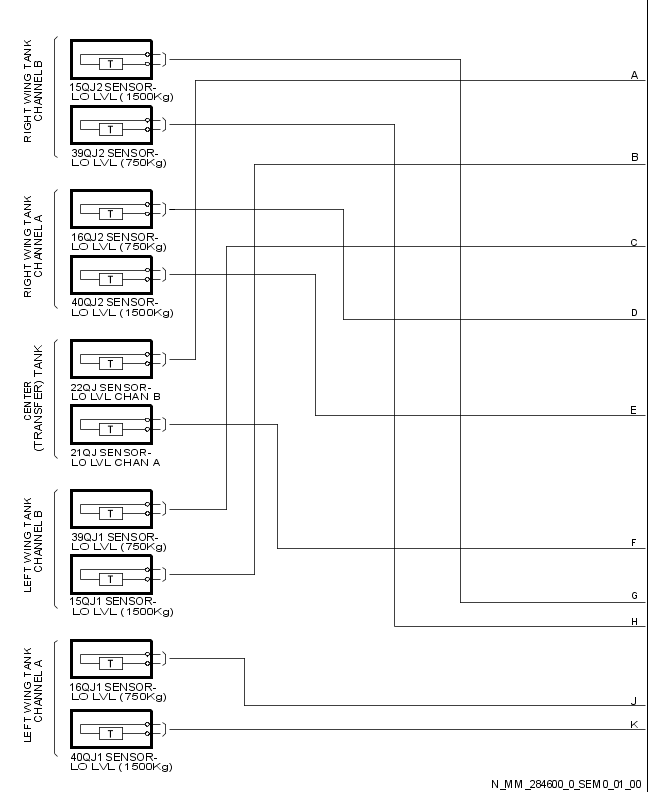 RIGHT WING TANK
CHANNEL B
T
15QJ2 SENSOR-
LO LVL (1500Kg)
T
39QJ2 SENSOR-
LO LVL (750Kg)
RIGHT WING TANK
CHANNEL A
T
16QJ2 SENSOR-
LO LVL (750Kg)
T
40QJ2 SENSOR-
LO LVL (1500Kg)
CENTER
(TRANSFER) TANK
T
22QJ SENSOR-
LO LVL CHAN B
T
21QJ SENSOR-
LO LVL CHAN A
LEFT WING TANK
CHANNEL B
T
39QJ1 SENSOR-
LO LVL (750Kg)
T
15QJ1 SENSOR-
LO LVL (1500Kg)
LEFT WING TANK
CHANNEL A
T
16QJ1 SENSOR-
LO LVL (750Kg)
T
40QJ1 SENSOR-
LO LVL (1500Kg)
A
B
C
D
E
F
G
H
J
K
N_MM_284600_0_SEM0_01_00